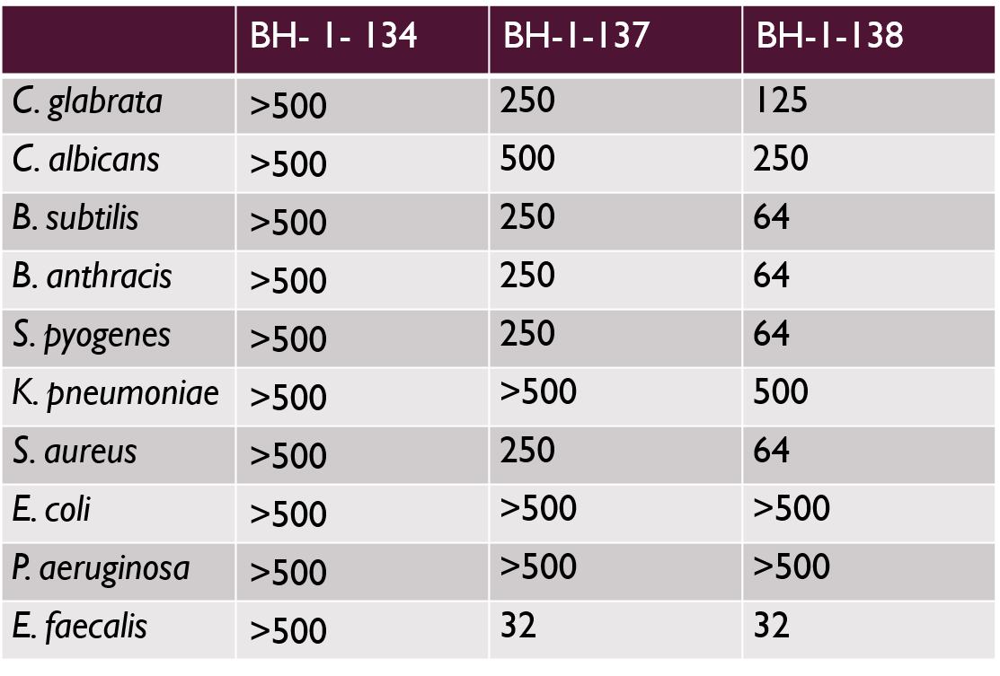 BH- 1- 134 BH-1-137 BH-1-138
C. glabrata >500 250 125
C. albicans >500 500 250
B. subtilis >500 250 64
B. anthracis >500 250 64
S. pyogenes >500 250 64
K. pneumoniae >500 >500 500
S. aureus >500 250 64
E. coli >500 >500 >500
P. aeruginosa >500 >500 >500
E. faecalis >500 32 32